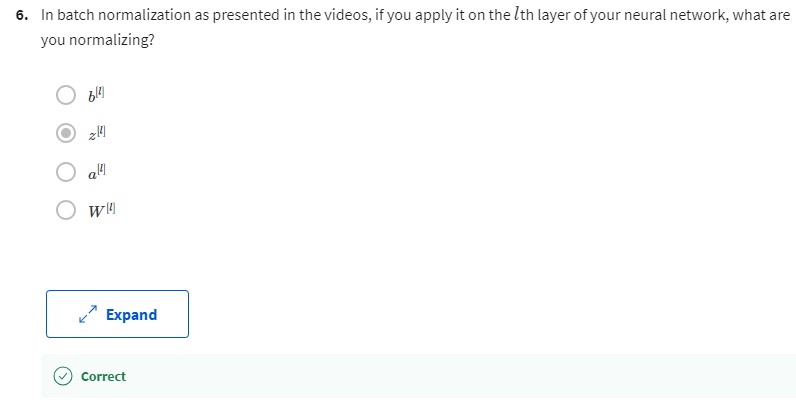 6. In batch normalization as presented in the videos, if you apply it on the lth layer of your neural network, what are
you normalizing?
b[l]
z[l]
a[l]
W[l]
Expand
Correct